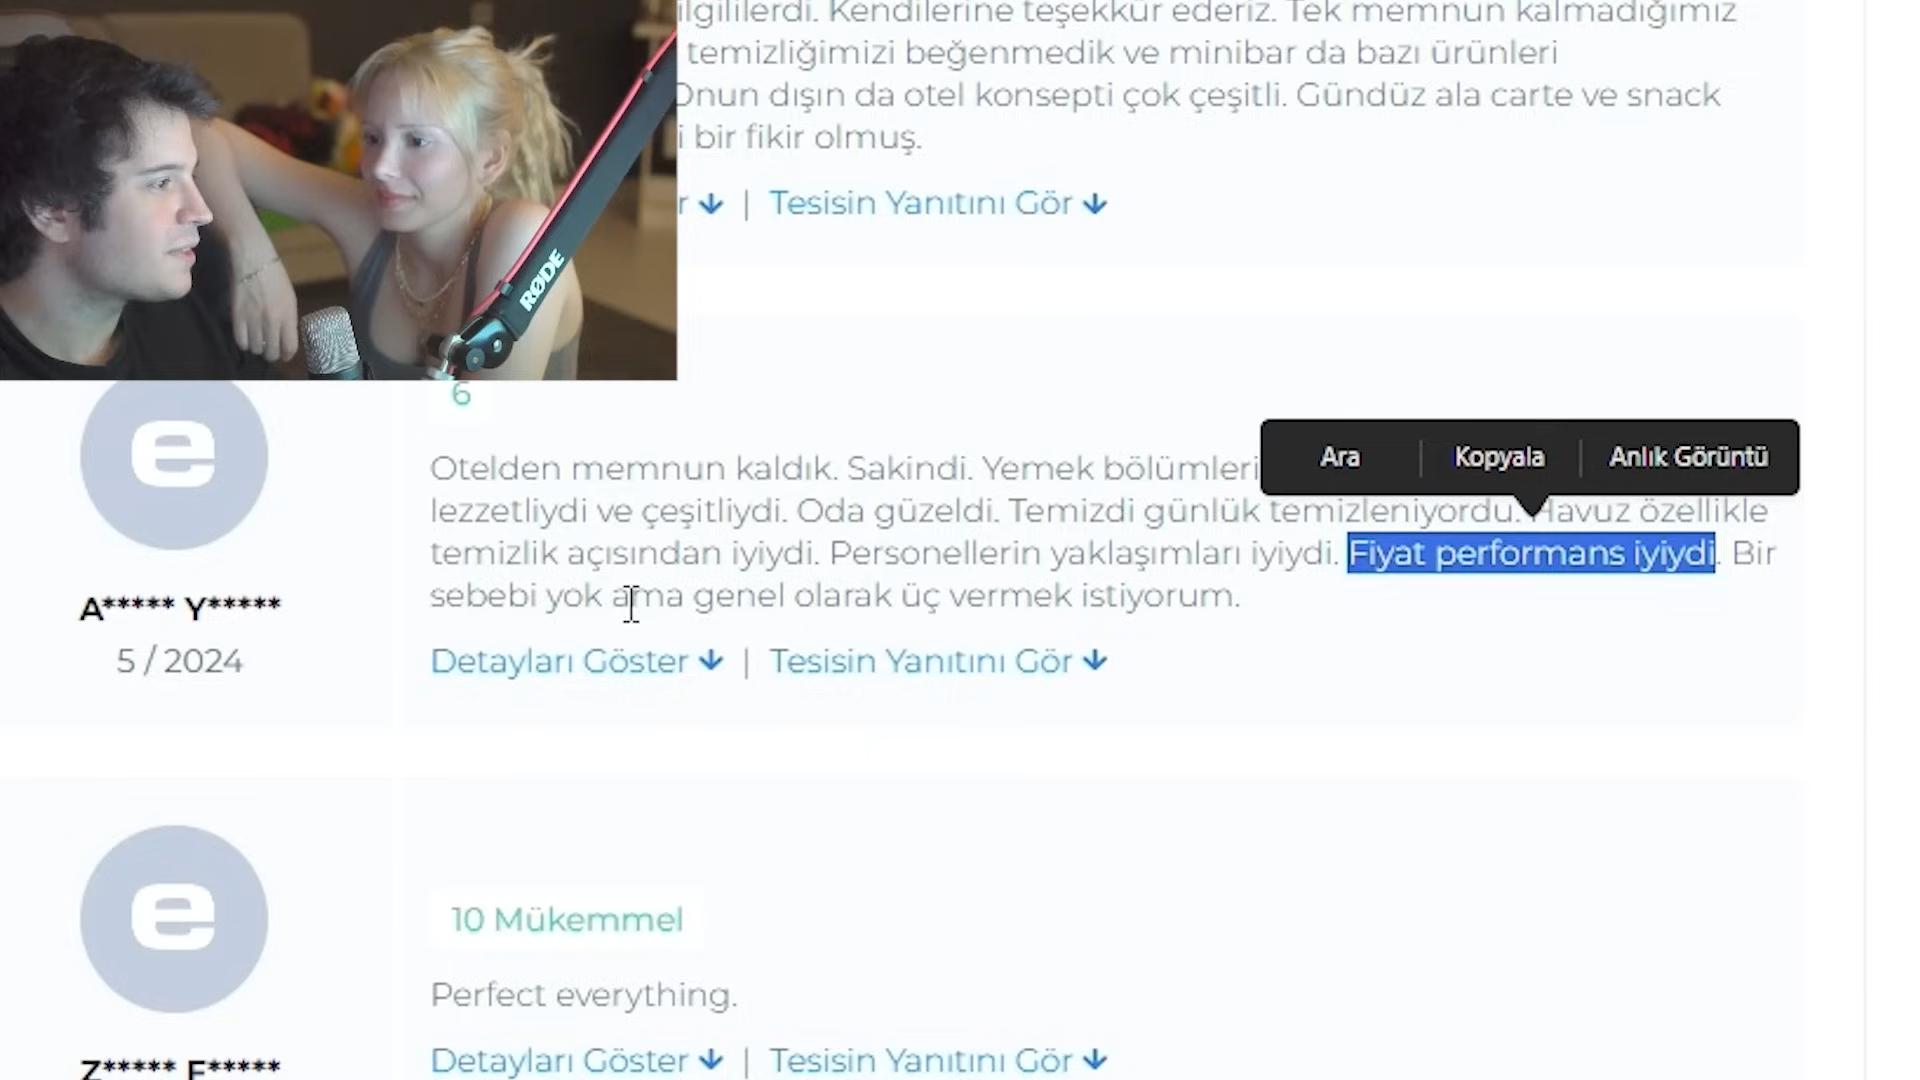 ilgililerdi. Kendilerine teşekkür ederiz. Tek memnun kalmadığımız
temizliğimizi beğenmedik ve minibar da bazı ürünleri
Onun dışın da otel konsepti çok çeşitli. Gündüz ala carte ve snack
bir fikir olmuş.
Tesisin Yanıtını Gör
RØDE
6
Ara
Kopyala
Anlık Görüntü
Otelden memnun kaldık. Sakindi. Yemek bölümleri
lezzetliydi ve çeşitliydi. Oda güzeldi. Temizdi günlük temizleniyordu. Havuz özellikle
temizlik açısından iyiydi. Personellerin yaklaşımları iyiydi. Fiyat performans iyiydi. Bir
sebebi yok ama genel olarak üç vermek istiyorum.
e
A***** Y*****
5 / 2024
Detayları Göster | Tesisin Yanıtını Gör
10 Mükemmel
Perfect everything.
e
Z***** F*****
Detayları Göster | Tesisin Yanıtını Gör